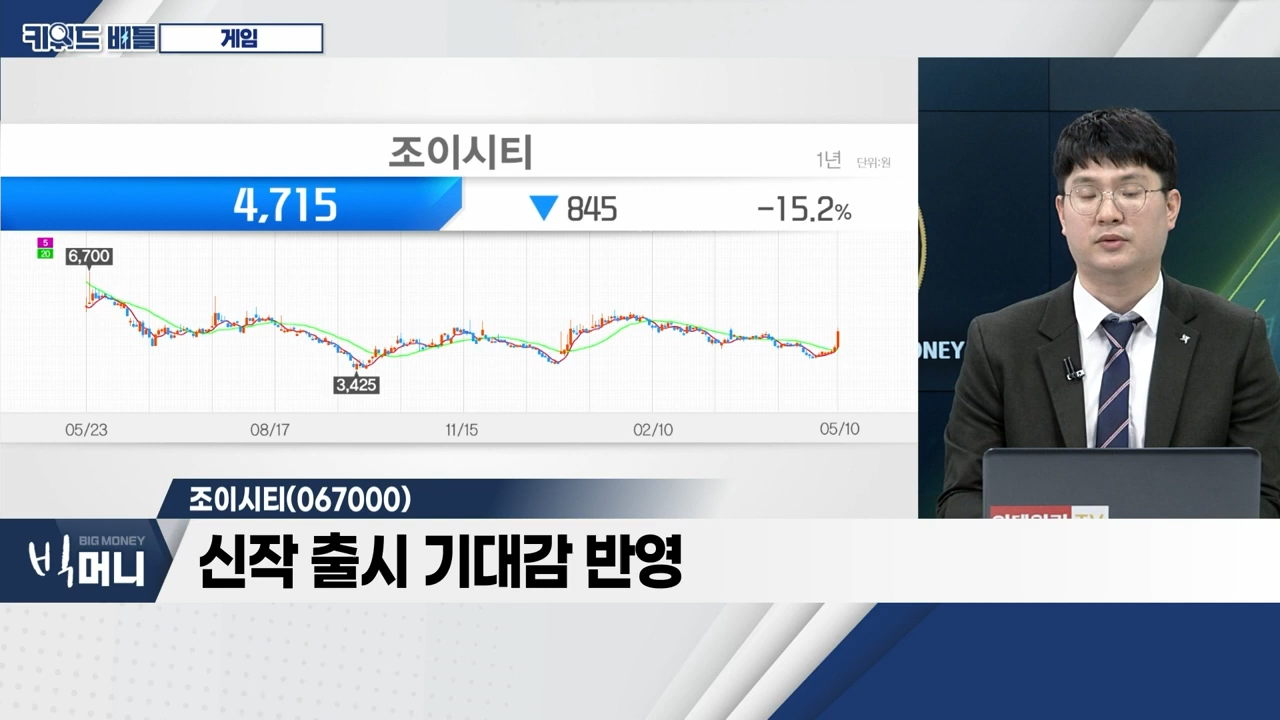 키워드 배틀
게임
조이시티
1년 단위:원
4,715 ▼ 845 -15.2%
5
20
6,700
3,425
05/23 08/17 11/15 02/10 05/10
조이시티(067000)
BIG MONEY
빅머니
신작 출시 기대감 반영